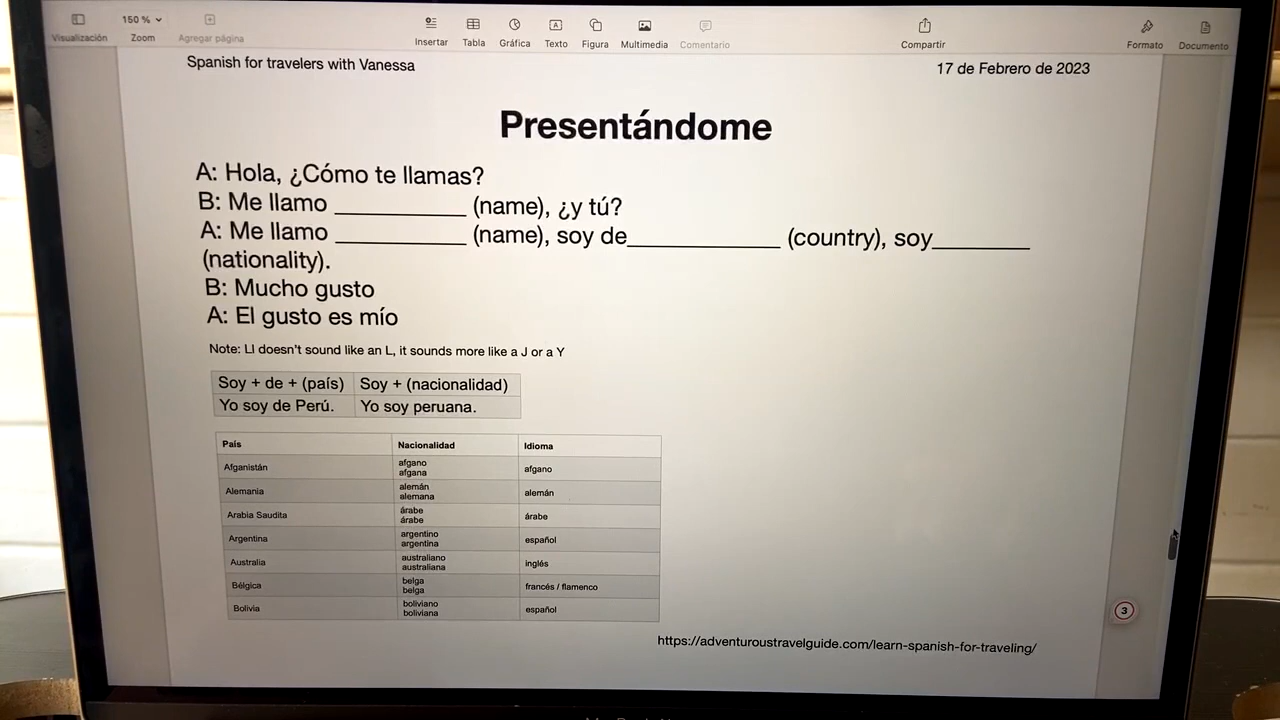 Visualización
150 %
Zoom
Agregar página
Insertar
Tabla
Gráfica
Texto
Figura
Multimedia
Comentario
Compartir
Formato
Documento
Spanish for travelers with Vanessa
17 de Febrero de 2023
Presentándome
A: Hola, ¿Cómo te llamas?
B: Me llamo __________ (name), ¿y tú?
A: Me llamo __________ (name), soy de____________ (country), soy________
(nationality).
B: Mucho gusto
A: El gusto es mío
Note: Ll doesn't sound like an L, it sounds more like a J or a Y
Soy + de + (país) Soy + (nacionalidad)
Yo soy de Perú. Yo soy peruana.
País Nacionalidad Idioma
Afganistán afgano afgano
afgana
Alemania alemán alemán
alemana
Arabia Saudita árabe árabe
árabe
Argentina argentino español
argentina
Australia australiano inglés
australiana
Bélgica belga francés / flamenco
belga
Bolivia boliviano español
boliviana
3
https://adventuroustravelguide.com/learn-spanish-for-traveling/